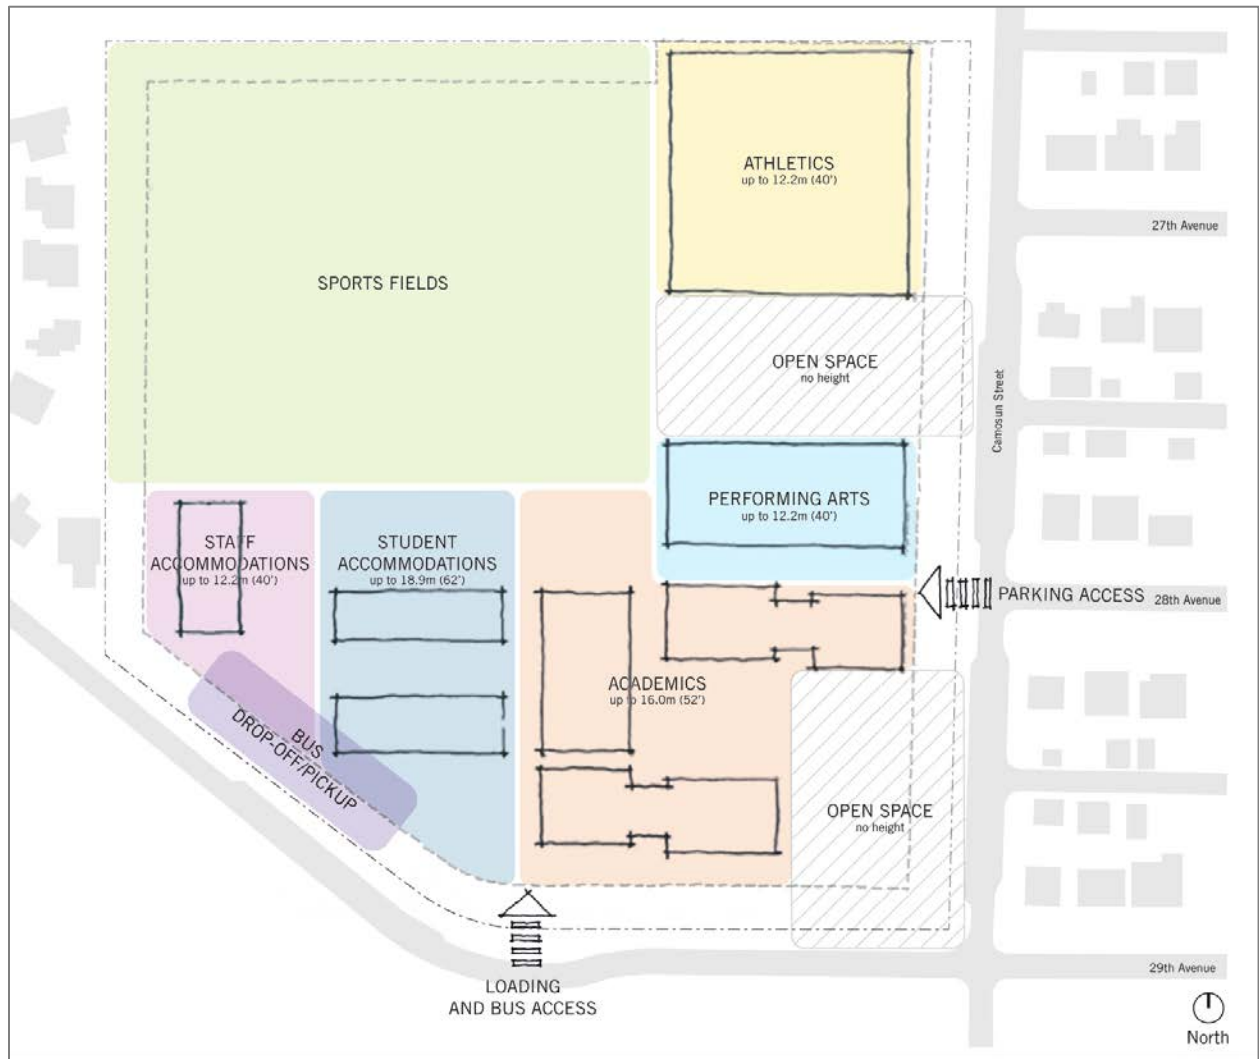 ATHLETICS
up to 12.2m (40')
27th Avenue
SPORTS FIELDS
OPEN SPACE
no height
Camosun Street
PERFORMING ARTS
up to 12.2m (40')
STAFF
ACCOMMODATIONS
up to 12.2m (40')
STUDENT
ACCOMMODATIONS
up to 18.9m (62')
PARKING ACCESS
28th Avenue
ACADEMICS
up to 16.0m (52')
BUS
DROP-OFF/PICKUP
OPEN SPACE
no height
29th Avenue
LOADING
AND BUS ACCESS
North